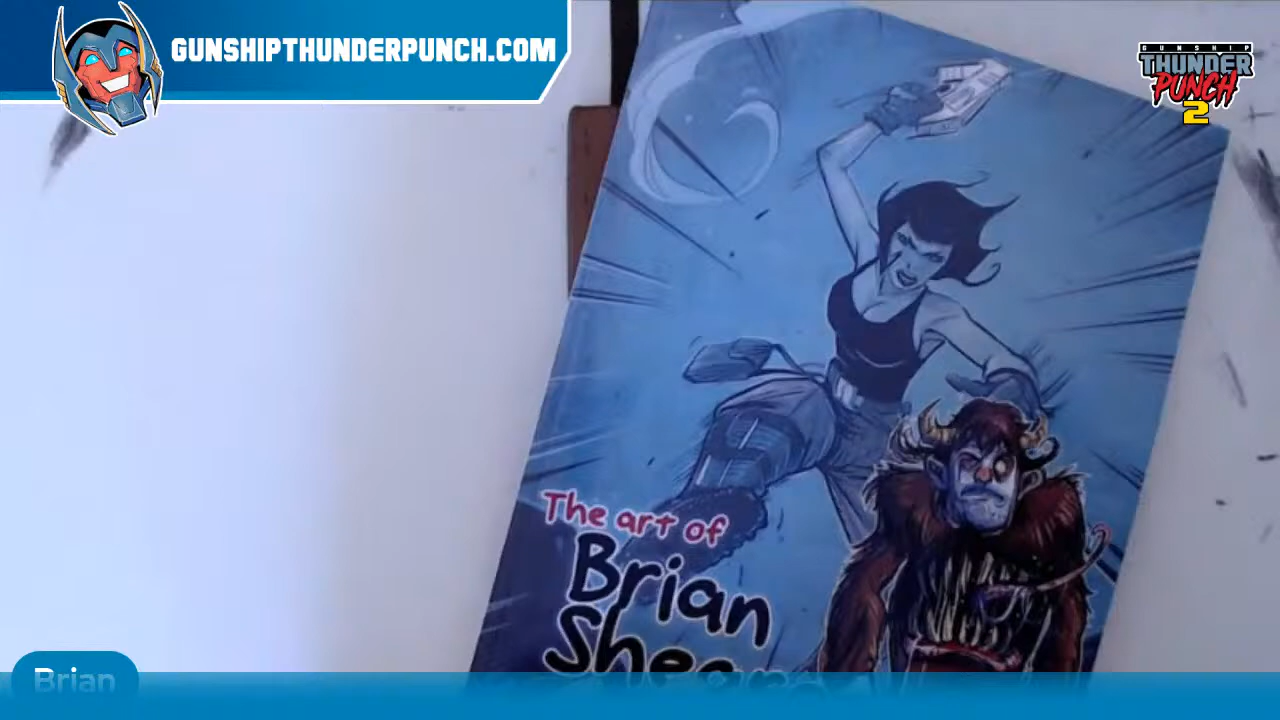 GUNSHIPTHUNDERPUNCH.COM
GUNSHIP
THUNDER
PUNCH
2
The art of
Brian
Brian